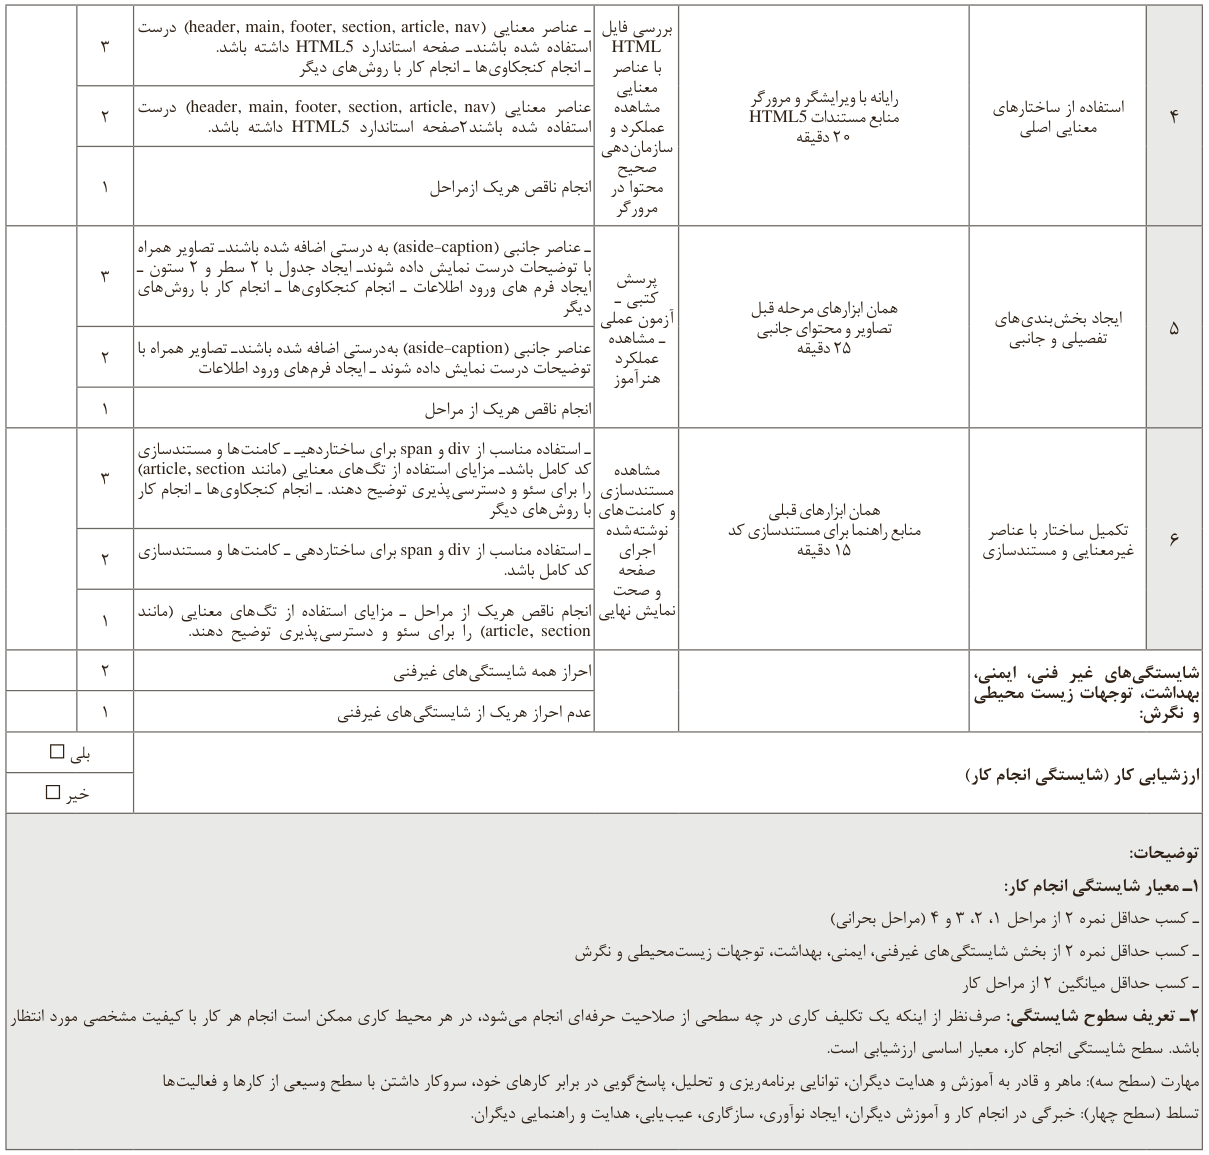 ۴
استفاده از ساختارهای
معنایی اصلی
رایانه با ویرایشگر و مرورگر
منابع مستندات HTML5
۲۰ دقیقه
بررسی فایل
HTML
با عناصر
معنایی
مشاهده
عملکرد و
سازمان‌دهی
صحیح
محتوا در
مرورگر
ـ عناصر معنایی (header, main, footer, section, article, nav) درست
استفاده شده باشندـ صفحه استاندارد HTML5 داشته باشد.
ـ انجام کنجکاوی‌ها ـ انجام کار با روش‌های دیگر
۳
عناصر معنایی (header, main, footer, section, article, nav) درست
استفاده شده باشند۲صفحه استاندارد HTML5 داشته باشد.
۲
انجام ناقص هریک ازمراحل
۱
۵
ایجاد بخش‌بندی‌های
تفصیلی و جانبی
همان ابزارهای مرحله قبل
تصاویر و محتوای جانبی
۲۵ دقیقه
پرسش
کتبی ـ
آزمون عملی
ـ مشاهده
عملکرد
هنرآموز
ـ عناصر جانبی (aside-caption) به درستی اضافه شده باشندـ تصاویر همراه
با توضیحات درست نمایش داده شوندـ ایجاد جدول با ۲ سطر و ۲ ستون ـ
ایجاد فرم های ورود اطلاعات ـ انجام کنجکاوی‌ها ـ انجام کار با روش‌های
دیگر
۳
عناصر جانبی (aside-caption) به‌درستی اضافه شده باشندـ تصاویر همراه با
توضیحات درست نمایش داده شوند ـ ایجاد فرم‌های ورود اطلاعات
۲
انجام ناقص هریک از مراحل
۱
۶
تکمیل ساختار با عناصر
غیرمعنایی و مستندسازی
همان ابزارهای قبلی
منابع راهنما برای مستندسازی کد
۱۵ دقیقه
مشاهده
مستندسازی
و کامنت‌های
نوشته‌شده
اجرای
صفحه
و صحت
نمایش نهایی
ـ استفاده مناسب از div و span برای ساختاردهیـ ـ کامنت‌ها و مستندسازی
کد کامل باشدـ مزایای استفاده از تگ‌های معنایی (مانند article, section)
را برای سئو و دسترسی‌پذیری توضیح دهند. ـ انجام کنجکاوی‌ها ـ انجام کار
با روش‌های دیگر
۳
ـ استفاده مناسب از div و span برای ساختاردهی ـ کامنت‌ها و مستندسازی
کد کامل باشد.
۲
انجام ناقص هریک از مراحل ـ مزایای استفاده از تگ‌های معنایی (مانند
article, section) را برای سئو و دسترسی‌پذیری توضیح دهند.
۱
شایستگی‌های غیر فنی، ایمنی،
بهداشت، توجهات زیست محیطی
و نگرش:
احراز همه شایستگی‌های غیرفنی
۲
عدم احراز هریک از شایستگی‌های غیرفنی
۱
ارزشیابی کار (شایستگی انجام کار)
بلی □
خیر □
توضیحات:
۱ـ معیار شایستگی انجام کار:
ـ کسب حداقل نمره ۲ از مراحل ۱، ۲، ۳ و ۴ (مراحل بحرانی)
ـ کسب حداقل نمره ۲ از بخش شایستگی‌های غیرفنی، ایمنی، بهداشت، توجهات زیست‌محیطی و نگرش
ـ کسب حداقل میانگین ۲ از مراحل کار
۲ـ تعریف سطوح شایستگی: صرف‌نظر از اینکه یک تکلیف کاری در چه سطحی از صلاحیت حرفه‌ای انجام می‌شود، در هر محیط کاری ممکن است انجام هر کار با کیفیت مشخصی مورد انتظار
باشد. سطح شایستگی انجام کار، معیار اساسی ارزشیابی است.
مهارت (سطح سه): ماهر و قادر به آموزش و هدایت دیگران، توانایی برنامه‌ریزی و تحلیل، پاسخ‌گویی در برابر کارهای خود، سروکار داشتن با سطح وسیعی از کارها و فعالیت‌ها
تسلط (سطح چهار): خبرگی در انجام کار و آموزش دیگران، ایجاد نوآوری، سازگاری، عیب‌یابی، هدایت و راهنمایی دیگران.